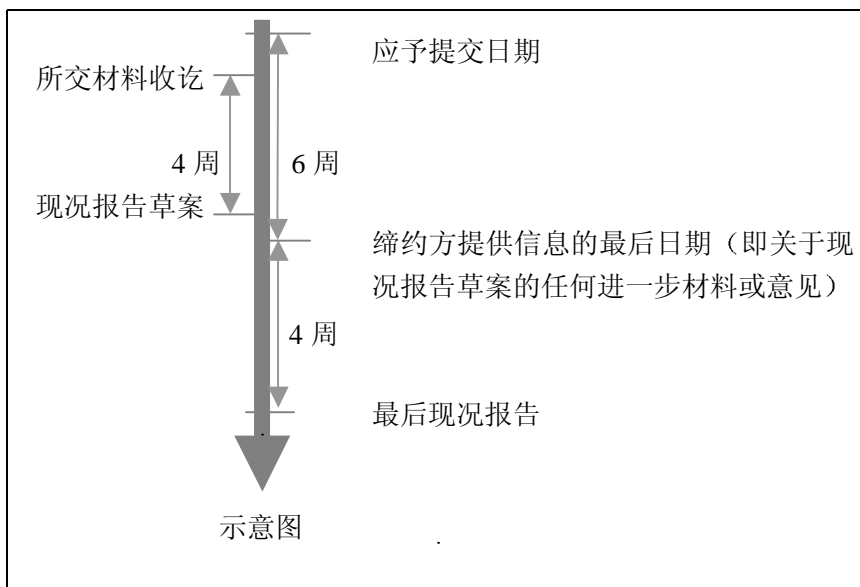 应予提交日期
所交材料收讫
4 周
6 周
现况报告草案
缔约方提供信息的最后日期（即关于现
况报告草案的任何进一步材料或意见）
4 周
最后现况报告
示意图